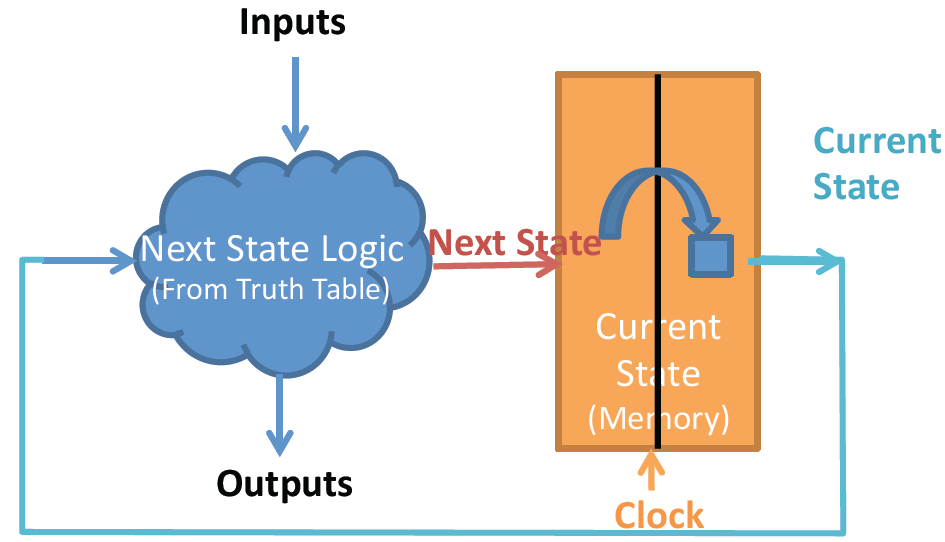 Inputs
Current
State
Next State Logic
(From Truth Table)
Next State
Current
State
(Memory)
Outputs
Clock